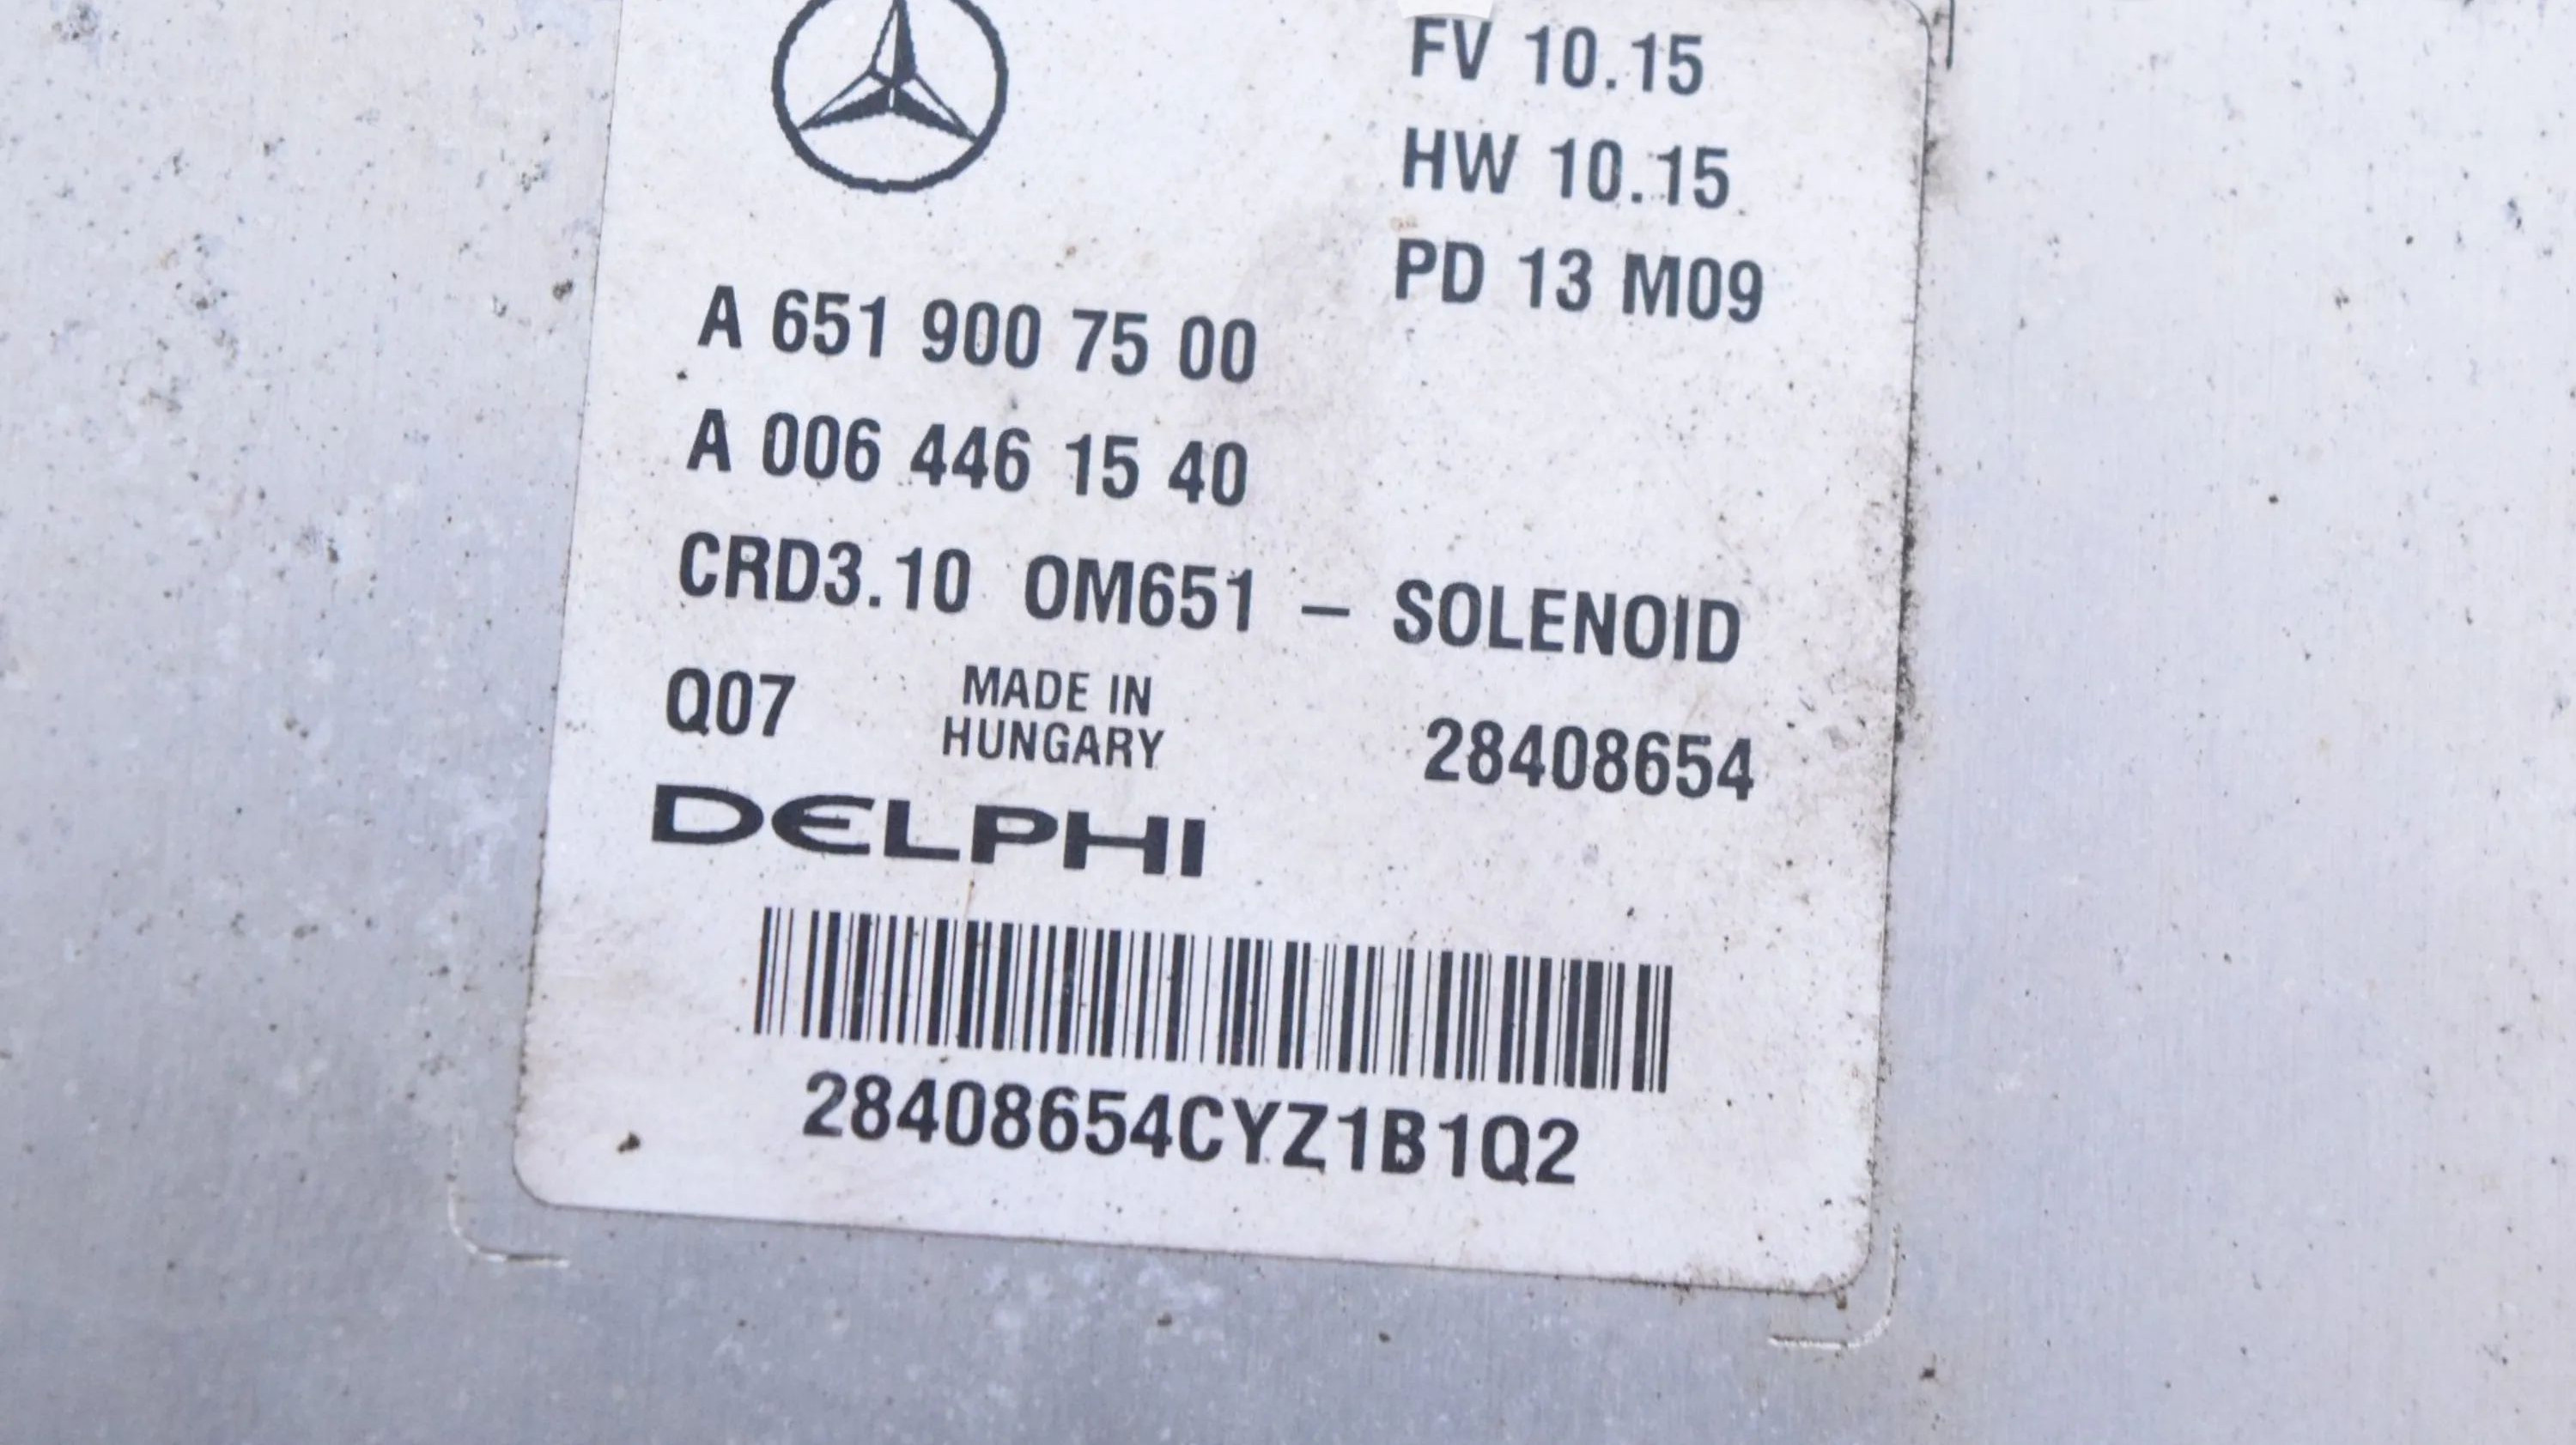 FV 10.15
HW 10.15
PD 13 M09
A 651 900 75 00
A 006 446 15 40
CRD3.10 OM651 – SOLENOID
Q07 MADE IN HUNGARY 28408654
DELPHI
28408654CYZ1B1Q2